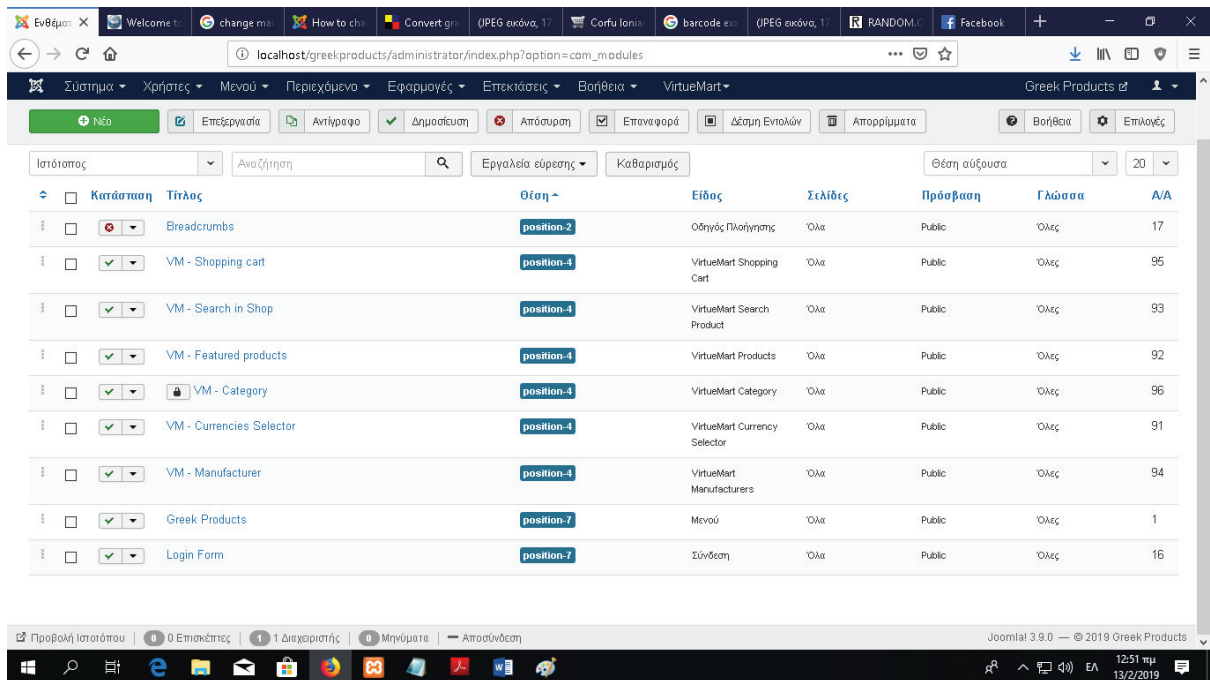 Ενθέμα Welcome to change ma How to cha Convert gra (JPEG εικόνα, 17 Corfu Ionia barcode exa (JPEG εικόνα, 17 RANDOM. Facebook
localhost/greekproducts/administrator/index.php?option=com_modules
Σύστημα Χρήστες Μενού Περιεχόμενο Εφαρμογές Επεκτάσεις Βοήθεια VirtueMart Greek Products
Νέο Επεξεργασία Αντίγραφο Δημοσίευση Απόσυρση Επαναφορά Δέσμη Εντολών Απορρίμματα Βοήθεια Επιλογές
Ιστότοπος Αναζήτηση Εργαλεία εύρεσης Καθαρισμός Θέση αύξουσα 20
Κατάσταση Τίτλος Θέση Είδος Σελίδες Πρόσβαση Γλώσσα Α/Α
Breadcrumbs position-2 Οδηγός Πλοήγησης Όλα Public Όλες 17
VM - Shopping cart position-4 VirtueMart Shopping Όλα Public Όλες 95
Cart
VM - Search in Shop position-4 VirtueMart Search Όλα Public Όλες 93
Product
VM - Featured products position-4 VirtueMart Products Όλα Public Όλες 92
VM - Category position-4 VirtueMart Category Όλα Public Όλες 96
VM - Currencies Selector position-4 VirtueMart Currency Όλα Public Όλες 91
Selector
VM - Manufacturer position-4 VirtueMart Όλα Public Όλες 94
Manufacturers
Greek Products position-7 Μενού Όλα Public Όλες 1
Login Form position-7 Σύνδεση Όλα Public Όλες 16
Προβολή Ιστοτόπου 0 0 Επισκέπτες 1 1 Διαχειριστής 0 Μηνύματα Αποσύνδεση Joomla! 3.9.0 — © 2019 Greek Products
ΕΛ 12:51 πμ
13/2/2019